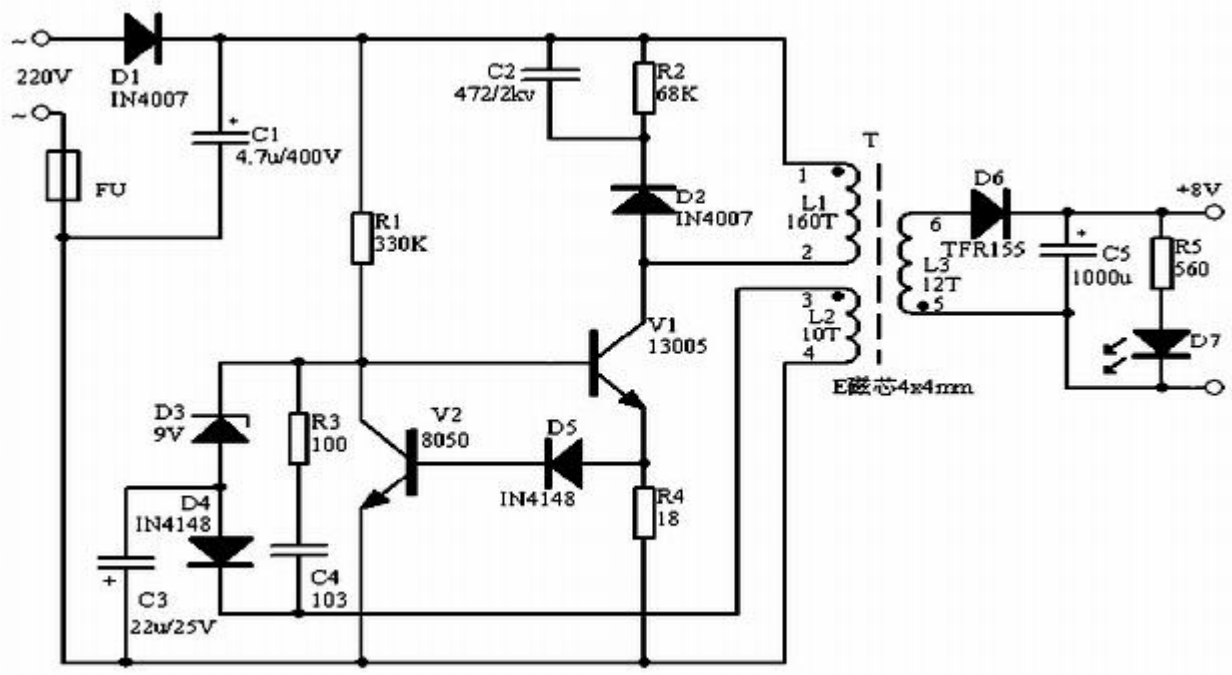 ~
220V
~
D1
IN4007
FU
C1
4.7u/400V
+
C2
472/2kv
R2
68K
R1
330K
D2
IN4007
T
1
L1
160T
2
3
L2
10T
4
E磁芯4x4mm
6
L3
12T
5
D6
TFR155
+
C5
1000u
+8V
R5
560
D7
V1
13005
D3
9V
R3
100
V2
8050
D5
IN4148
R4
18
D4
IN4148
+
C3
22u/25V
C4
103